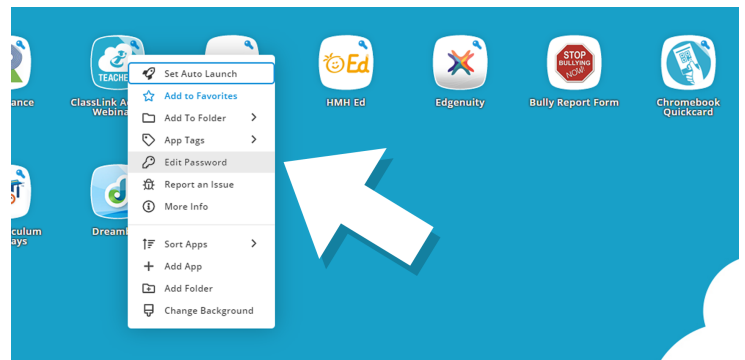 TEACHE
Ed
STOP
BULLYING
NOW
ance
ClassLink A
Webina
HMH Ed
Edgenuity
Bully Report Form
Chromebook
Quickcard
culum
ays
Dream
Set Auto Launch
Add to Favorites
Add To Folder
App Tags
Edit Password
Report an Issue
More Info
Sort Apps
Add App
Add Folder
Change Background